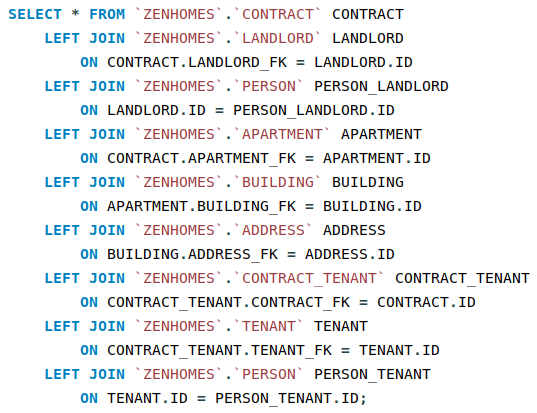 SELECT * FROM `ZENHOMES`.`CONTRACT` CONTRACT
LEFT JOIN `ZENHOMES`.`LANDLORD` LANDLORD
ON CONTRACT.LANDLORD_FK = LANDLORD.ID
LEFT JOIN `ZENHOMES`.`PERSON` PERSON_LANDLORD
ON LANDLORD.ID = PERSON_LANDLORD.ID
LEFT JOIN `ZENHOMES`.`APARTMENT` APARTMENT
ON CONTRACT.APARTMENT_FK = APARTMENT.ID
LEFT JOIN `ZENHOMES`.`BUILDING` BUILDING
ON APARTMENT.BUILDING_FK = BUILDING.ID
LEFT JOIN `ZENHOMES`.`ADDRESS` ADDRESS
ON BUILDING.ADDRESS_FK = ADDRESS.ID
LEFT JOIN `ZENHOMES`.`CONTRACT_TENANT` CONTRACT_TENANT
ON CONTRACT_TENANT.CONTRACT_FK = CONTRACT.ID
LEFT JOIN `ZENHOMES`.`TENANT` TENANT
ON CONTRACT_TENANT.TENANT_FK = TENANT.ID
LEFT JOIN `ZENHOMES`.`PERSON` PERSON_TENANT
ON TENANT.ID = PERSON_TENANT.ID;